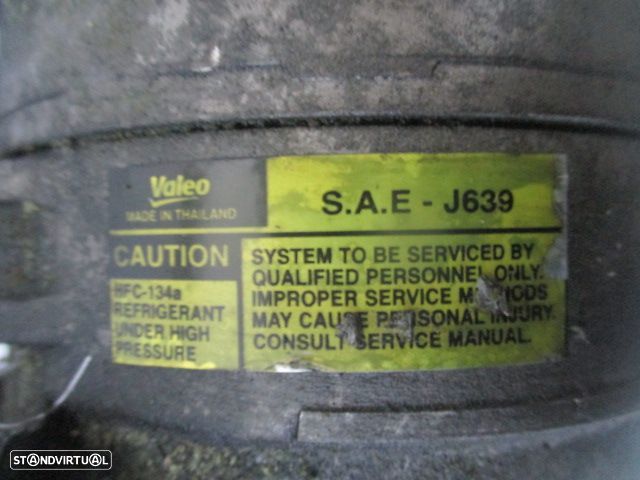 Valeo
MADE IN THAILAND
S.A.E - J639
CAUTION
HFC-134a
REFRIGERANT
UNDER HIGH
PRESSURE
SYSTEM TO BE SERVICED BY
QUALIFIED PERSONNEL ONLY.
IMPROPER SERVICE METHODS
MAY CAUSE PERSONAL INJURY.
CONSULT SERVICE MANUAL.
STANDVIRTUAL